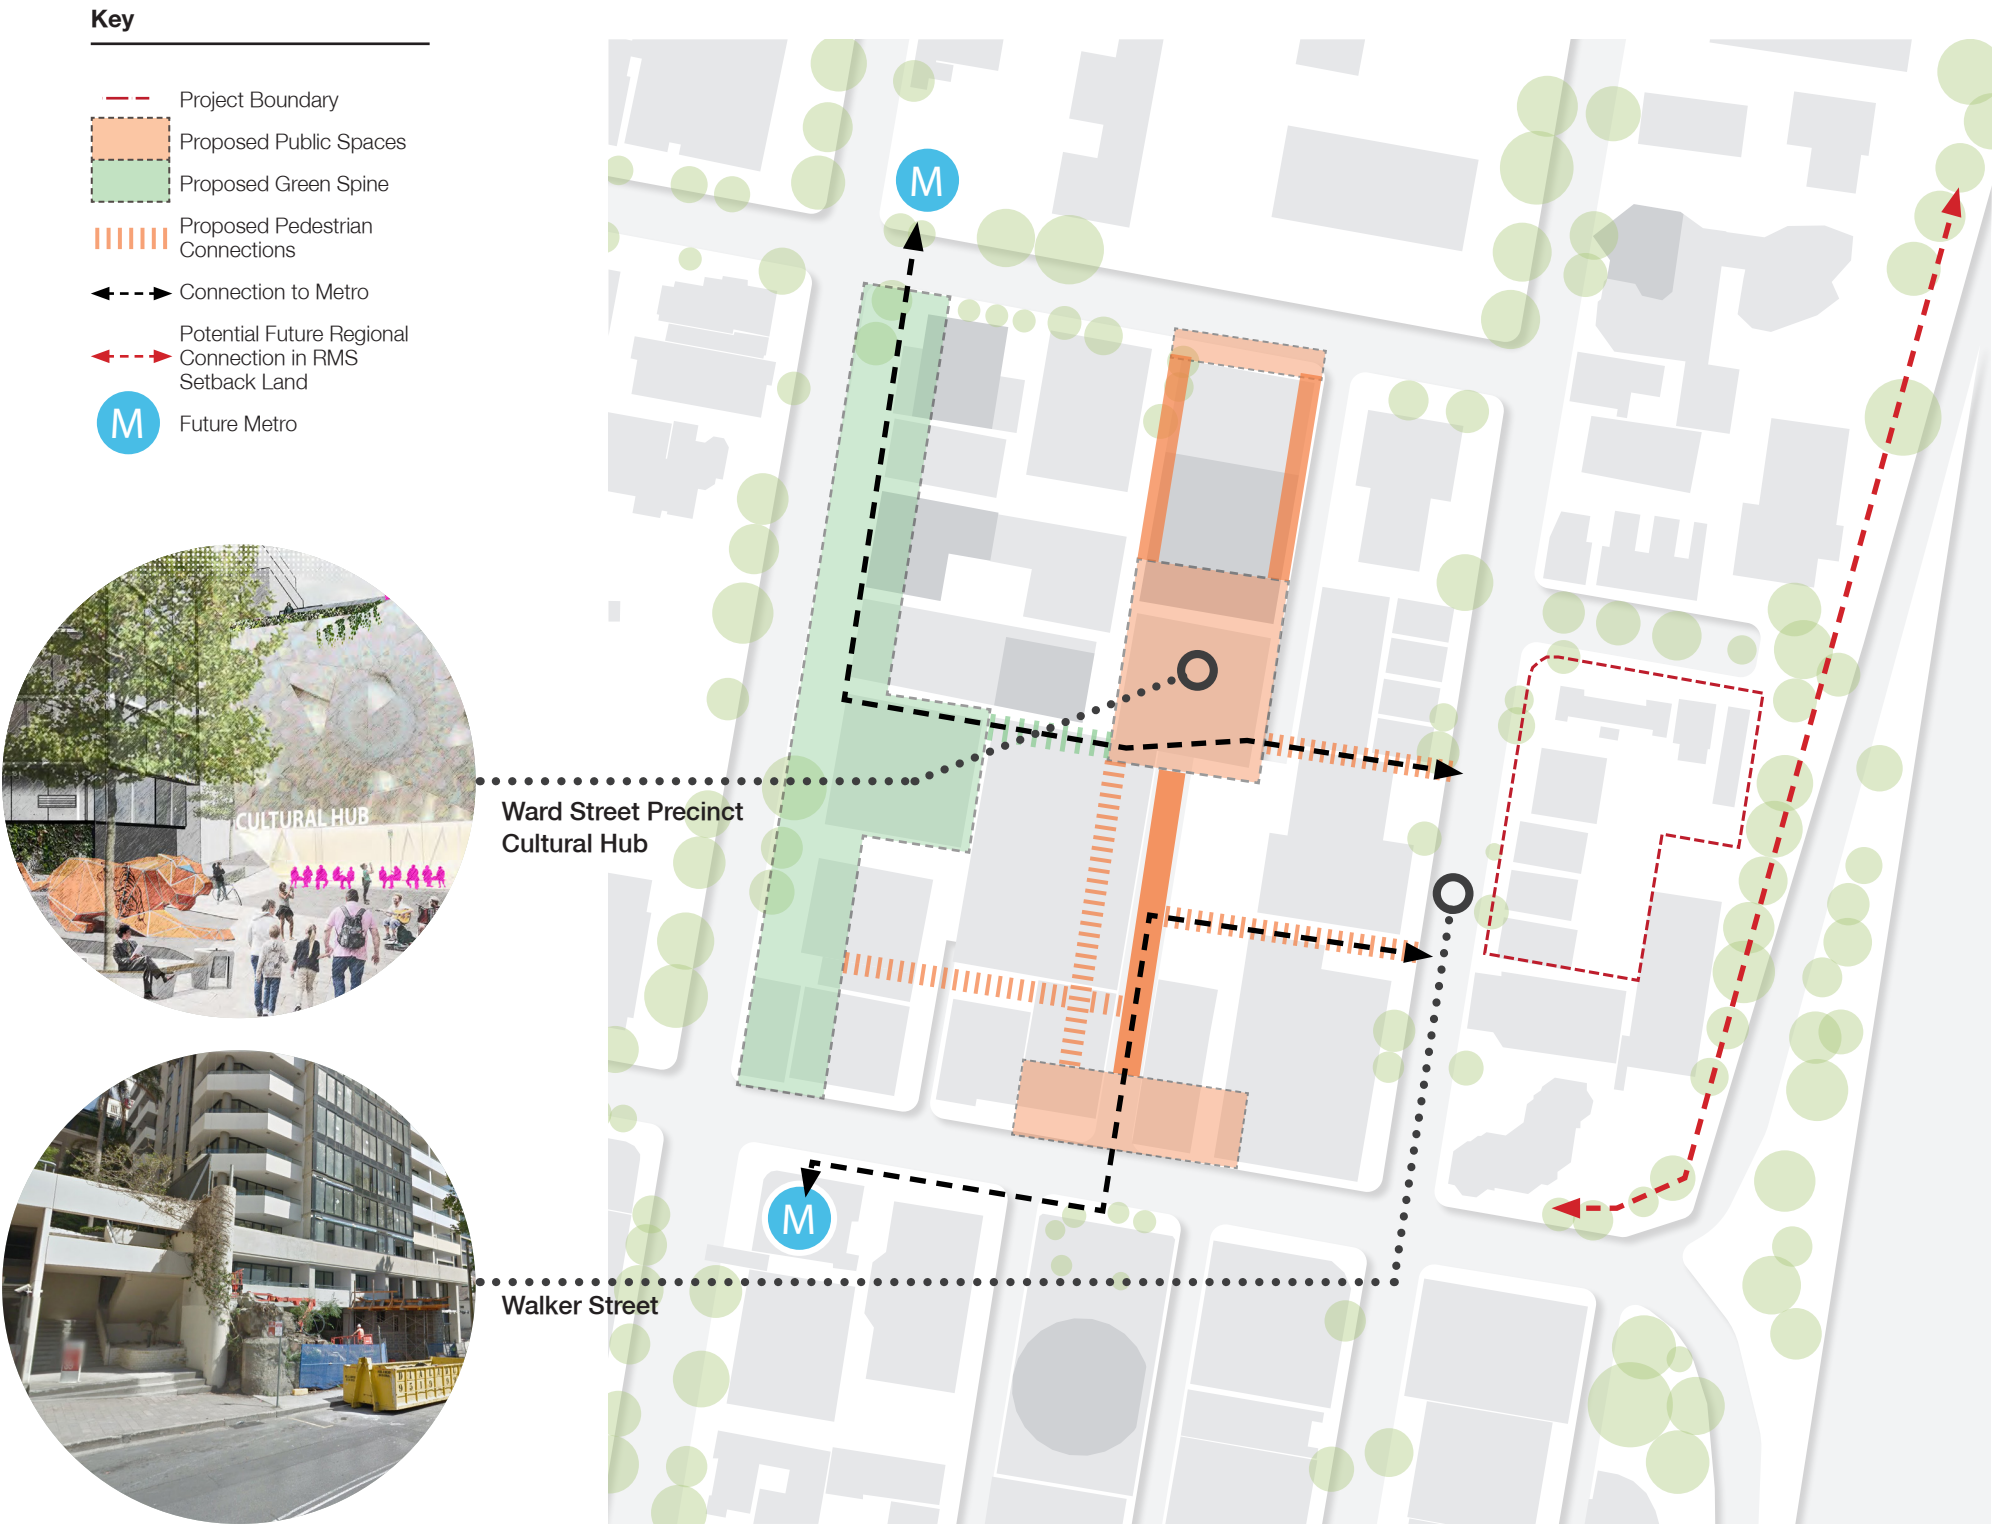 Key
Project Boundary
Proposed Public Spaces
Proposed Green Spine
Proposed Pedestrian
Connections
Connection to Metro
Potential Future Regional
Connection in RMS
Setback Land
M
Future Metro
M
CULTURAL HUB
Ward Street Precinct
Cultural Hub
M
Walker Street